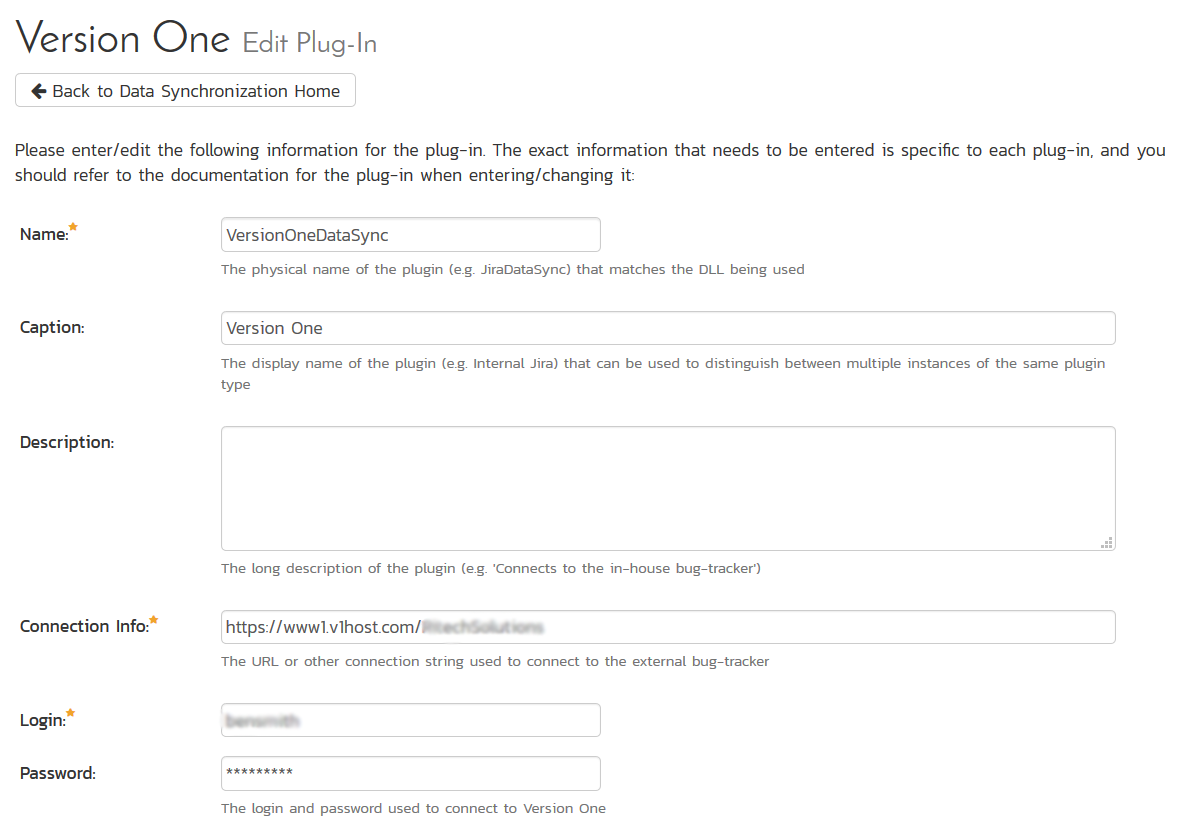 Version One Edit Plug-In
Back to Data Synchronization Home
Please enter/edit the following information for the plug-in. The exact information that needs to be entered is specific to each plug-in, and you
should refer to the documentation for the plug-in when entering/changing it:
Name:
VersionOneDataSync
The physical name of the plugin (e.g. JiraDataSync) that matches the DLL being used
Caption:
Version One
The display name of the plugin (e.g. Internal Jira) that can be used to distinguish between multiple instances of the same plugin
type
Description:
The long description of the plugin (e.g. 'Connects to the in-house bug-tracker')
Connection Info:
https://www1.v1host.com/
The URL or other connection string used to connect to the external bug-tracker
Login:
Password:
*********
The login and password used to connect to Version One